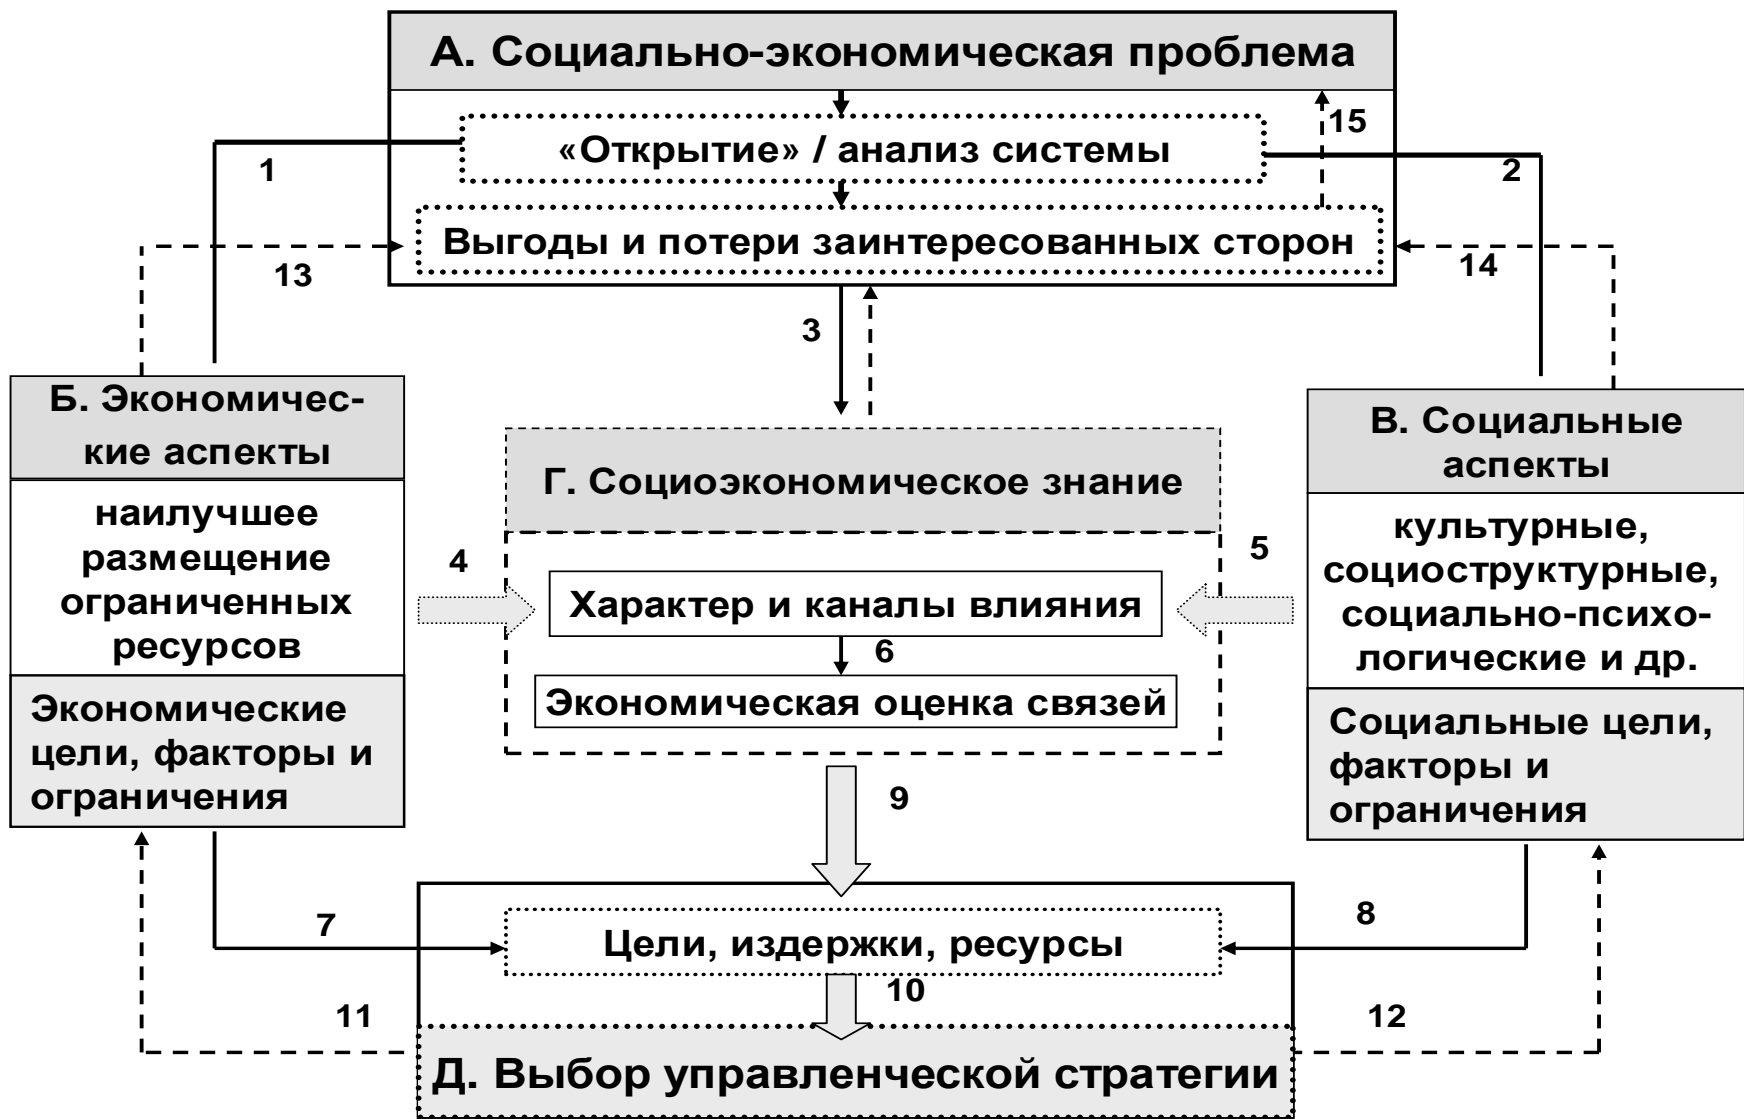 А. Социально-экономическая проблема
15
«Открытие» / анализ системы
1
2
Выгоды и потери заинтересованных сторон
13
14
3
Б. Экономичес-
кие аспекты
В. Социальные
аспекты
Г. Социоэкономическое знание
наилучшее
размещение
ограниченных
ресурсов
культурные,
социоструктурные,
социально-психо-
логические и др.
4
5
Характер и каналы влияния
6
Экономическая оценка связей
Экономические
цели, факторы и
ограничения
Социальные цели,
факторы и
ограничения
9
7
8
Цели, издержки, ресурсы
10
11
12
Д. Выбор управленческой стратегии